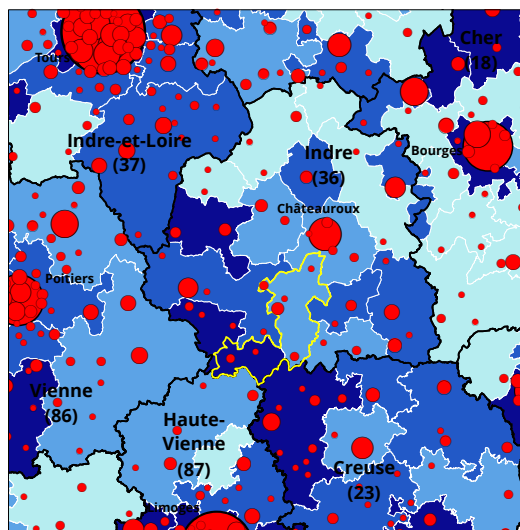 Cher
(18)
Tours
Indre-et-Loire
(37)
Indre
(36)
Bourges
Châteauroux
Poitiers
Vienne
(86)
Haute-
Vienne
(87)
Creuse
(23)
Limoges